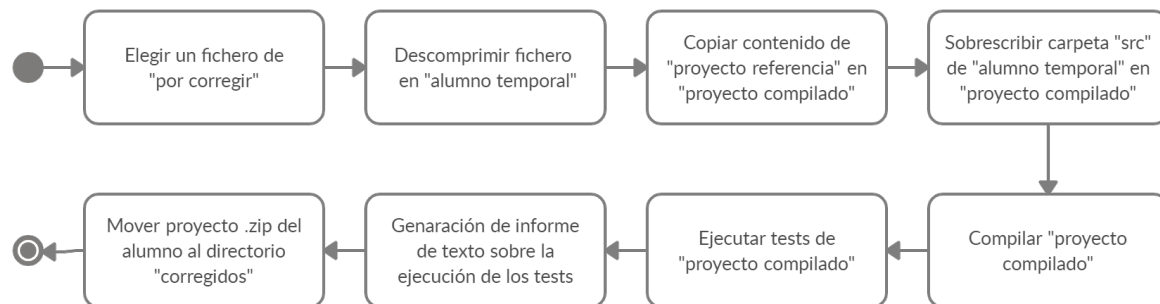 Elegir un fichero de
"por corregir"
Descomprimir fichero
en "alumno temporal"
Copiar contenido de
"proyecto referencia" en
"proyecto compilado"
Sobrescribir carpeta "src"
de "alumno temporal" en
"proyecto compilado"
Compilar "proyecto
compilado"
Ejecutar tests de
"proyecto compilado"
Genaración de informe
de texto sobre la
ejecución de los tests
Mover proyecto .zip del
alumno al directorio
"corregidos"